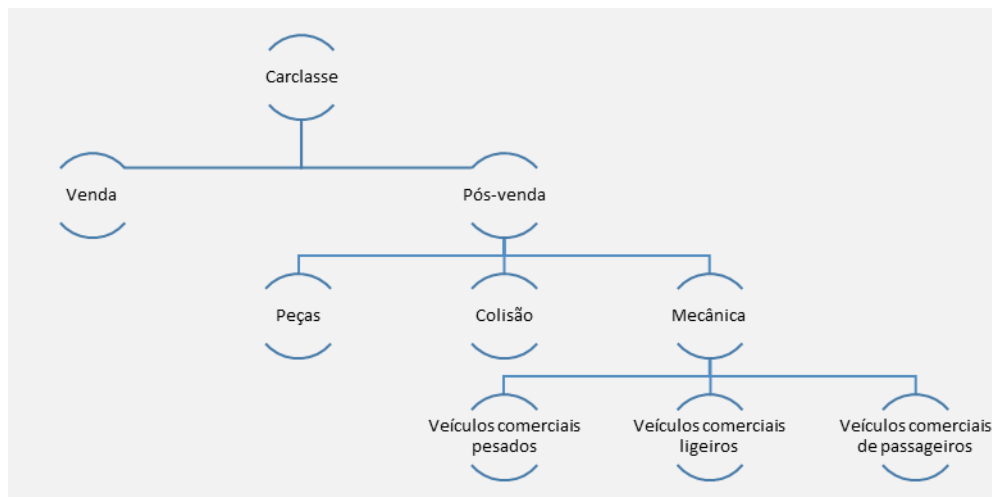 Carclasse
Venda
Pós-venda
Peças
Colisão
Mecânica
Veículos comerciais
pesados
Veículos comerciais
ligeiros
Veículos comerciais
de passageiros